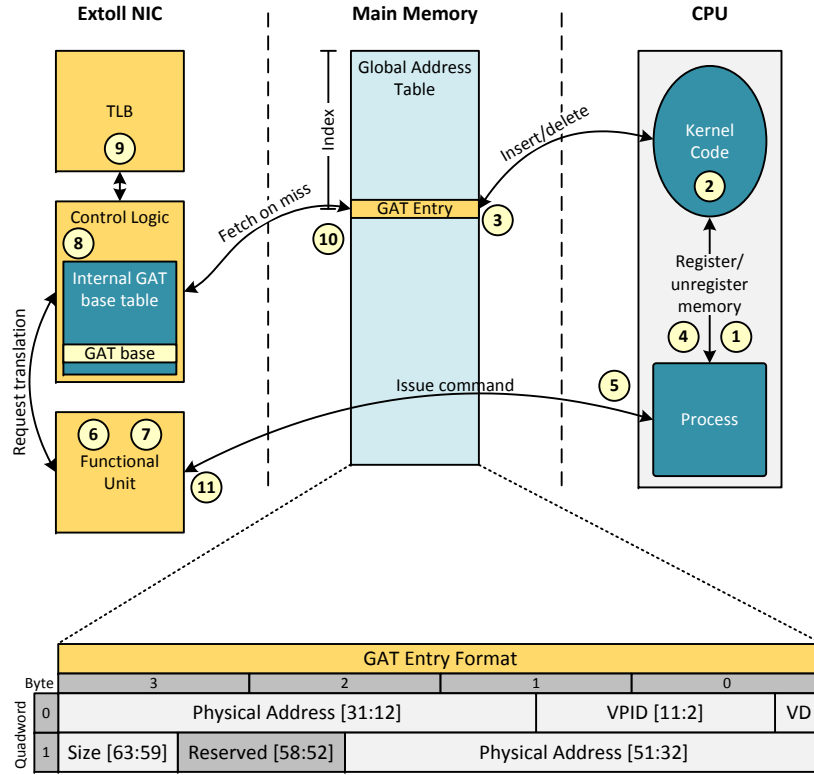 Extoll NIC
Main Memory
CPU
TLB
9
Control Logic
8
Internal GAT
base table
GAT base
Request translation
6
7
Functional
Unit
11
Fetch on miss
Index
Global Address
Table
GAT Entry
10
3
Insert/delete
Kernel
Code
2
Register/
unregister
memory
4
1
Issue command
5
Process
GAT Entry Format
Byte
3
2
1
0
Quadword
0
Physical Address [31:12]
VPID [11:2]
VD
1
Size [63:59]
Reserved [58:52]
Physical Address [51:32]